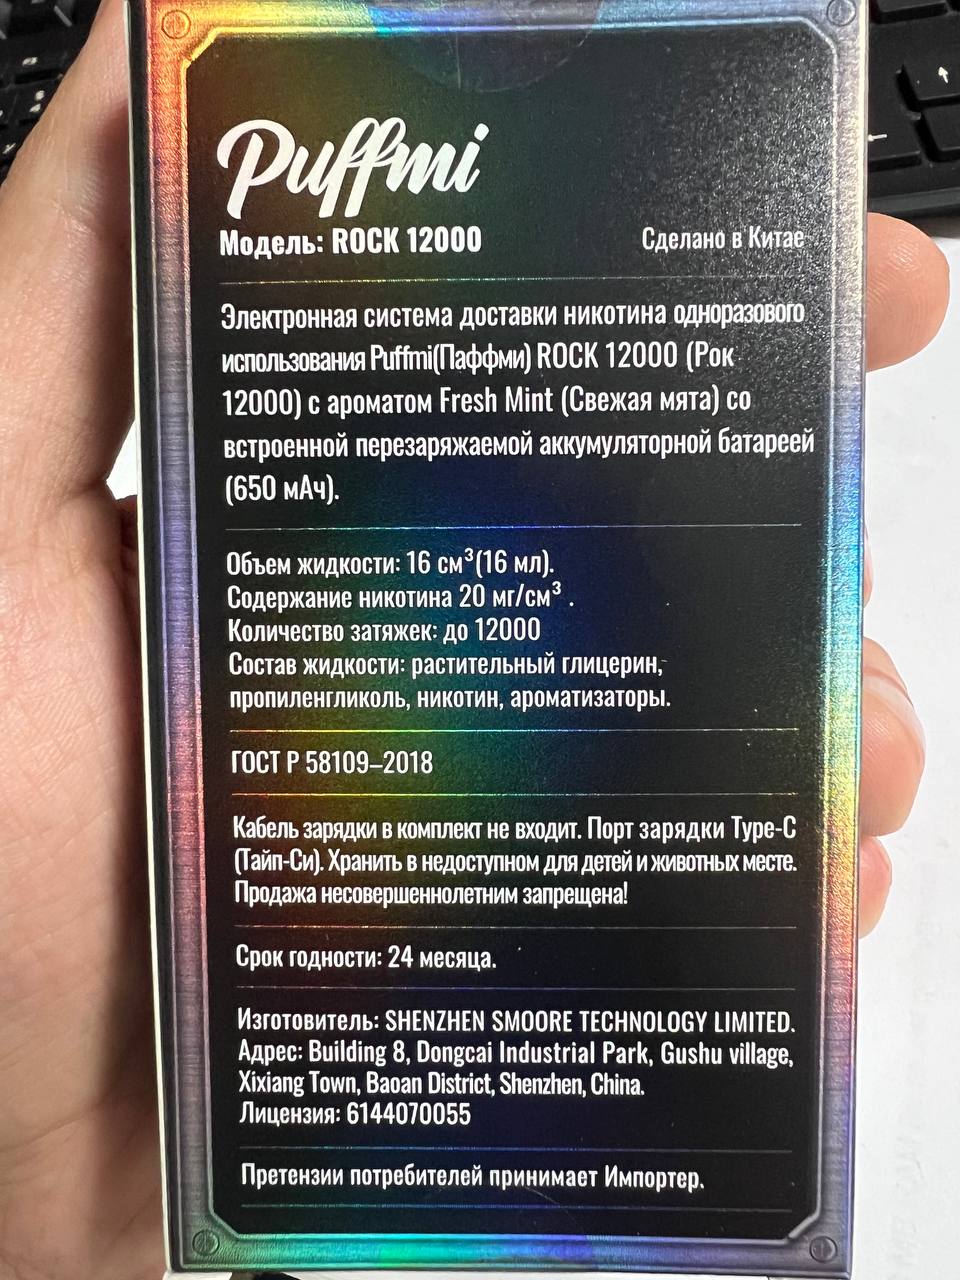 Puffmi
Модель: ROCK 12000
Сделано в Китае
Электронная система доставки никотина одноразового
использования Puffmi(Паффми) ROCK 12000 (Рок
12000) с ароматом Fresh Mint (Свежая мята) со
встроенной перезаряжаемой аккумуляторной батареей
(650 мАч).
Объем жидкости: 16 см³(16 мл).
Содержание никотина 20 мг/см³ .
Количество затяжек: до 12000
Состав жидкости: растительный глицерин,
пропиленгликоль, никотин, ароматизаторы.
ГОСТ Р 58109–2018
Кабель зарядки в комплект не входит. Порт зарядки Type-C
(Тайп-Си). Хранить в недоступном для детей и животных месте.
Продажа несовершеннолетним запрещена!
Срок годности: 24 месяца.
Изготовитель: SHENZHEN SMOORE TECHNOLOGY LIMITED.
Адрес: Building 8, Dongcai Industrial Park, Gushu village,
Xixiang Town, Baoan District, Shenzhen, China.
Лицензия: 6144070055
Претензии потребителей принимает Импортер.